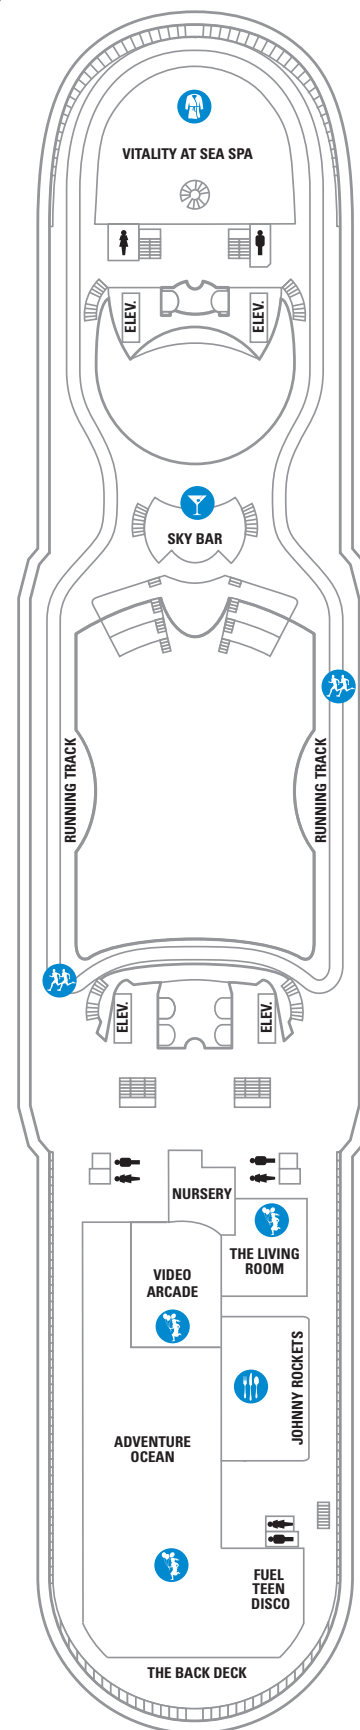 VITALITY AT SEA SPA
ELEV.
ELEV.
SKY BAR
RUNNING TRACK
RUNNING TRACK
ELEV.
ELEV.
NURSERY
THE LIVING
ROOM
VIDEO
ARCADE
JOHNNY ROCKETS
ADVENTURE
OCEAN
FUEL
TEEN
DISCO
THE BACK DECK